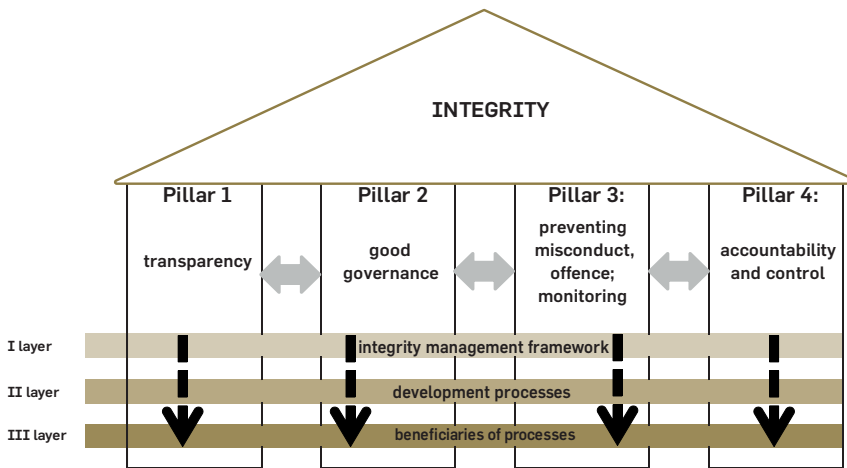 INTEGRITY
Pillar 1
transparency
Pillar 2
good
governance
Pillar 3:
preventing
misconduct,
offence;
monitoring
Pillar 4:
accountability
and control
I layer
integrity management framework
II layer
development processes
III layer
beneficiaries of processes